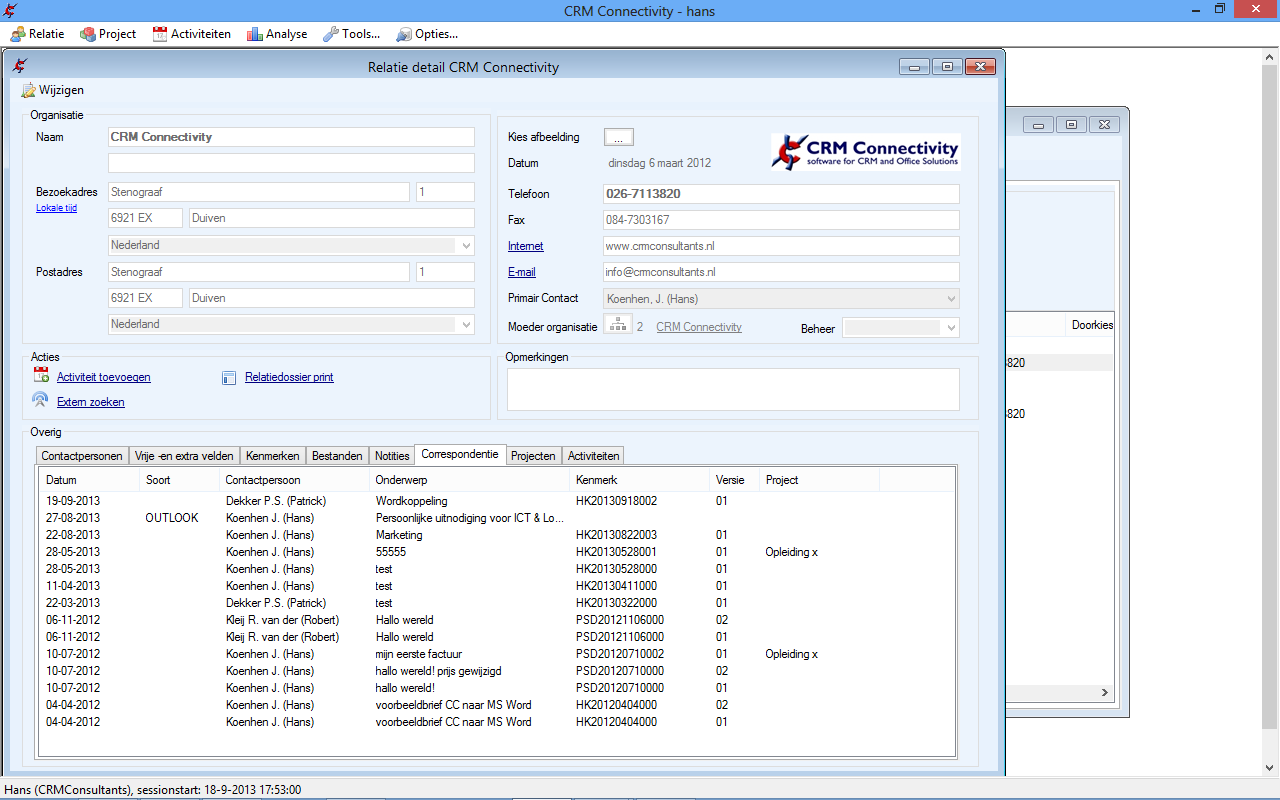 CRM Connectivity - hans
Relatie Project Activiteiten Analyse Tools... Opties...
Relatie detail CRM Connectivity
Wijzigen
Organisatie
Naam CRM Connectivity
Bezoekadres Stenograaf 1
Lokale tijd
6921 EX Duiven
Nederland
Postadres Stenograaf 1
6921 EX Duiven
Nederland
Kies afbeelding ...
CRM Connectivity
software for CRM and Office Solutions
Datum dinsdag 6 maart 2012
Telefoon 026-7113820
Fax 084-7303167
Internet www.crmconsultants.nl
E-mail info@crmconsultants.nl
Primair Contact Koenhen, J. (Hans)
Moeder organisatie 2 CRM Connectivity Beheer
Doorkies
820
820
Acties
Activiteit toevoegen Relatiedossier print
Extern zoeken
Opmerkingen
Overig
Contactpersonen Vrije -en extra velden Kenmerken Bestanden Notities Correspondentie Projecten Activiteiten
Datum Soort Contactpersoon Onderwerp Kenmerk Versie Project
19-09-2013 Dekker P.S. (Patrick) Wordkoppeling HK20130918002 01
27-08-2013 OUTLOOK Koenhen J. (Hans) Persoonlijke uitnodiging voor ICT & Lo...
22-08-2013 Koenhen J. (Hans) Marketing HK20130822003 01
28-05-2013 Koenhen J. (Hans) 55555 HK20130528001 01 Opleiding x
28-05-2013 Koenhen J. (Hans) test HK20130528000 01
11-04-2013 Koenhen J. (Hans) test HK20130411000 01
22-03-2013 Dekker P.S. (Patrick) test HK20130322000 01
06-11-2012 Kleij R. van der (Robert) Hallo wereld PSD20121106000 02
06-11-2012 Kleij R. van der (Robert) Hallo wereld PSD20121106000 01
10-07-2012 Koenhen J. (Hans) mijn eerste factuur PSD20120710002 01 Opleiding x
10-07-2012 Koenhen J. (Hans) hallo wereld! prijs gewijzigd PSD20120710000 02
10-07-2012 Koenhen J. (Hans) hallo wereld! PSD20120710000 01
04-04-2012 Koenhen J. (Hans) voorbeeldbrief CC naar MS Word HK20120404000 02
04-04-2012 Koenhen J. (Hans) voorbeeldbrief CC naar MS Word HK20120404000 01
Hans (CRMConsultants), sessionstart: 18-9-2013 17:53:00